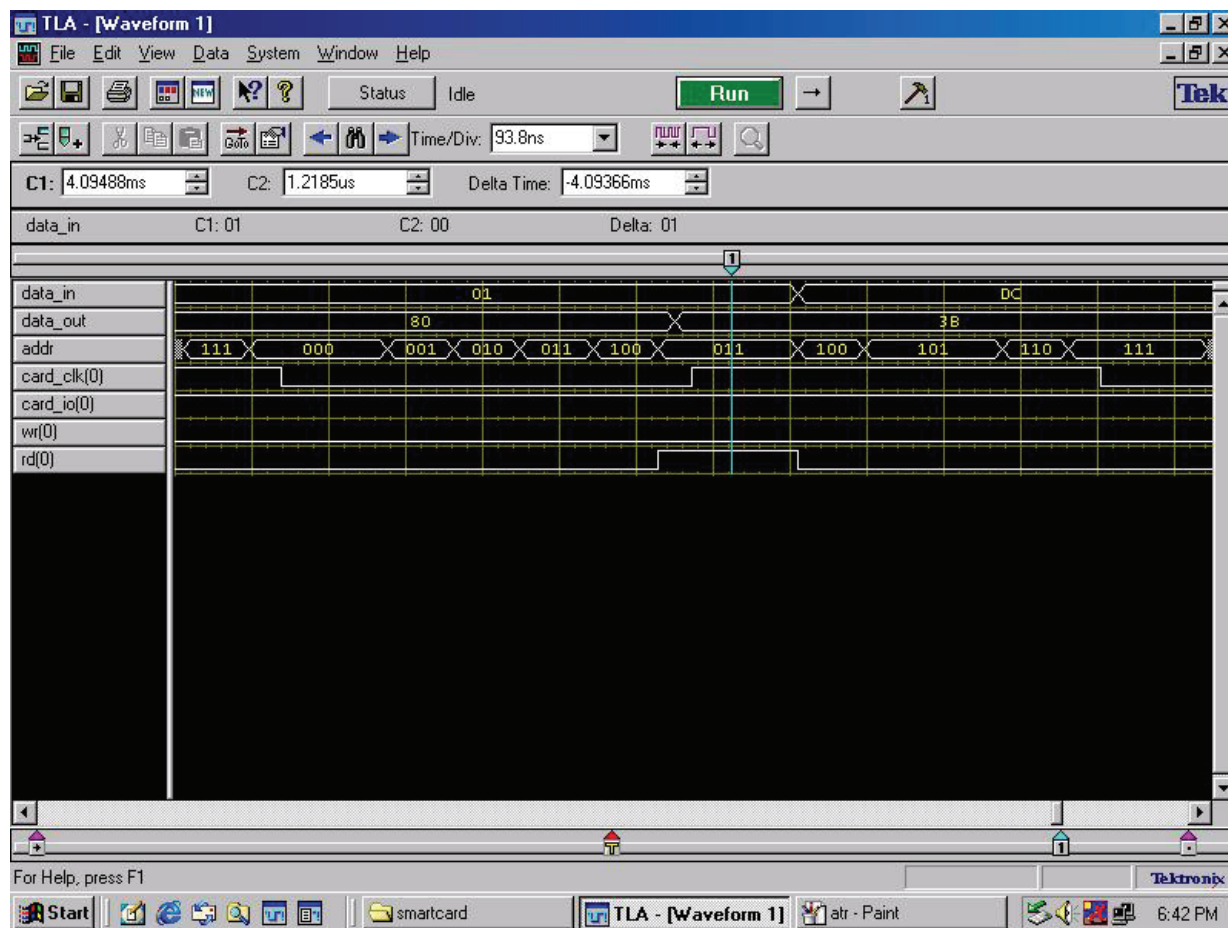 TLA - [Waveform 1]
File Edit View Data System Window Help
NEW Status Idle Run 1 Tek
Goto Time/Div: 93.8ns
C1: 4.09488ms C2: 1.2185us Delta Time: -4.09366ms
data_in C1: 01 C2: 00 Delta: 01
1
data_in 01 DC
data_out 80 3B
addr 111 000 001 010 011 100 011 100 101 110 111
card_clk(0)
card_io(0)
wr(0)
rd(0)
T 1
For Help, press F1 Tektronix
Start smartcard TLA - [Waveform 1] atr - Paint 6:42 PM